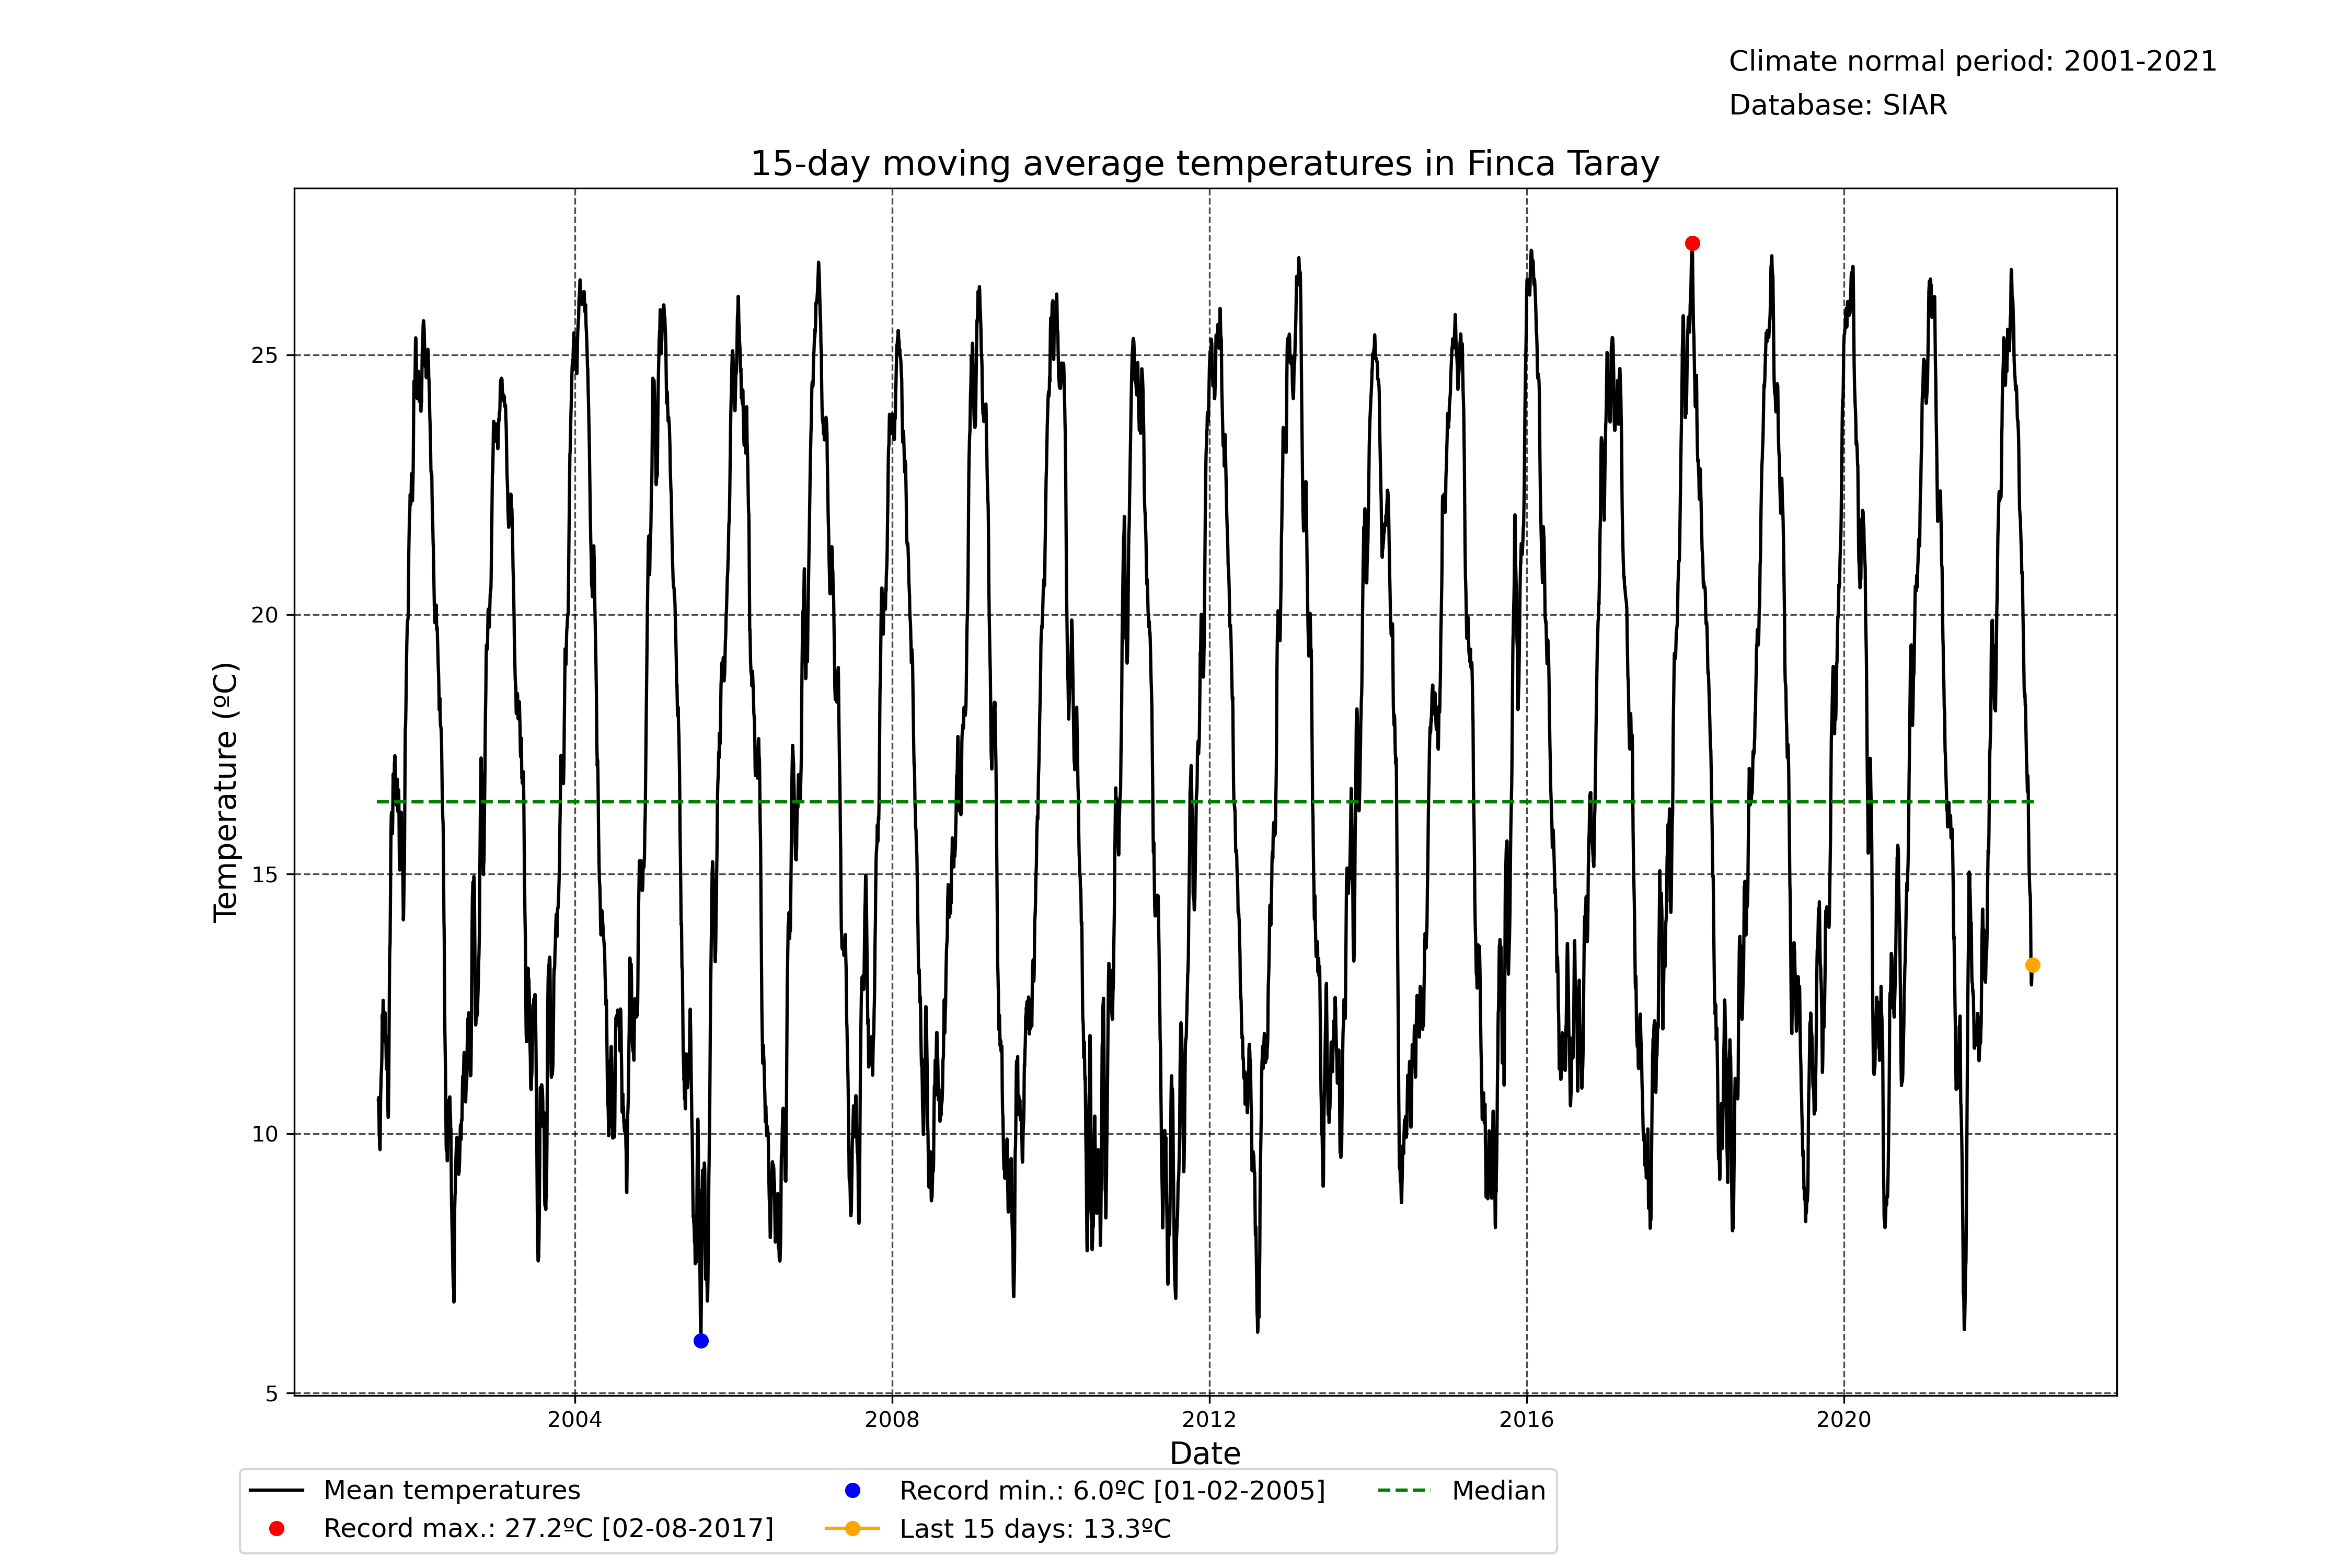 Climate normal period: 2001-2021
Database: SIAR
15-day moving average temperatures in Finca Taray
25
20
15
10
5
Temperature (ºC)
2004 2008 2012 2016 2020
Date
Mean temperatures
Record max.: 27.2ºC [02-08-2017]
Record min.: 6.0ºC [01-02-2005]
Last 15 days: 13.3ºC
Median